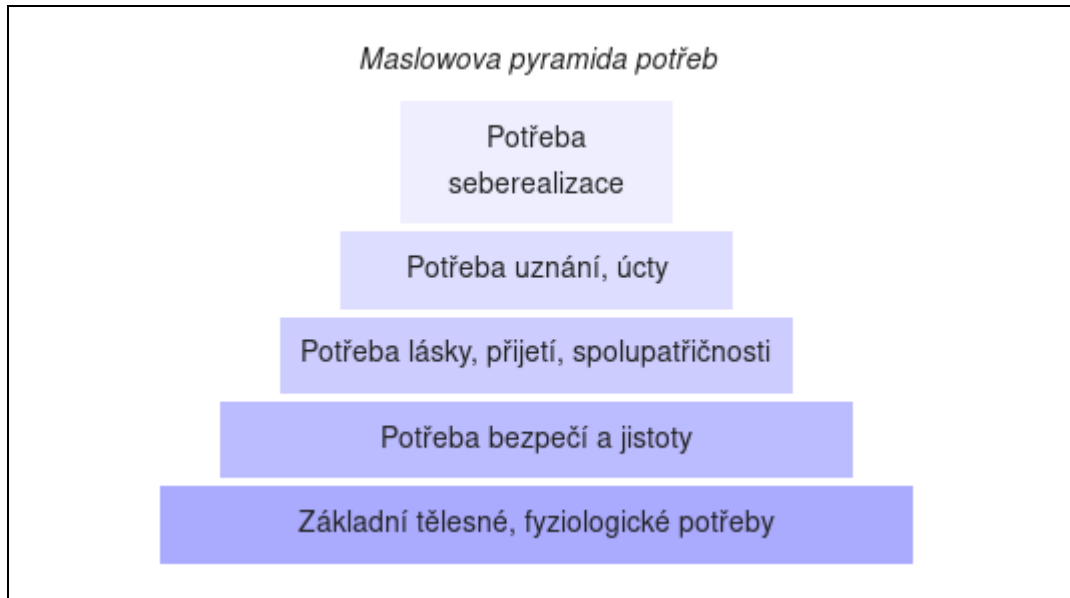 Maslowova pyramida potřeb
Potřeba
seberealizace
Potřeba uznání, úcty
Potřeba lásky, přijetí, spolupatřičnosti
Potřeba bezpečí a jistoty
Základní tělesné, fyziologické potřeby